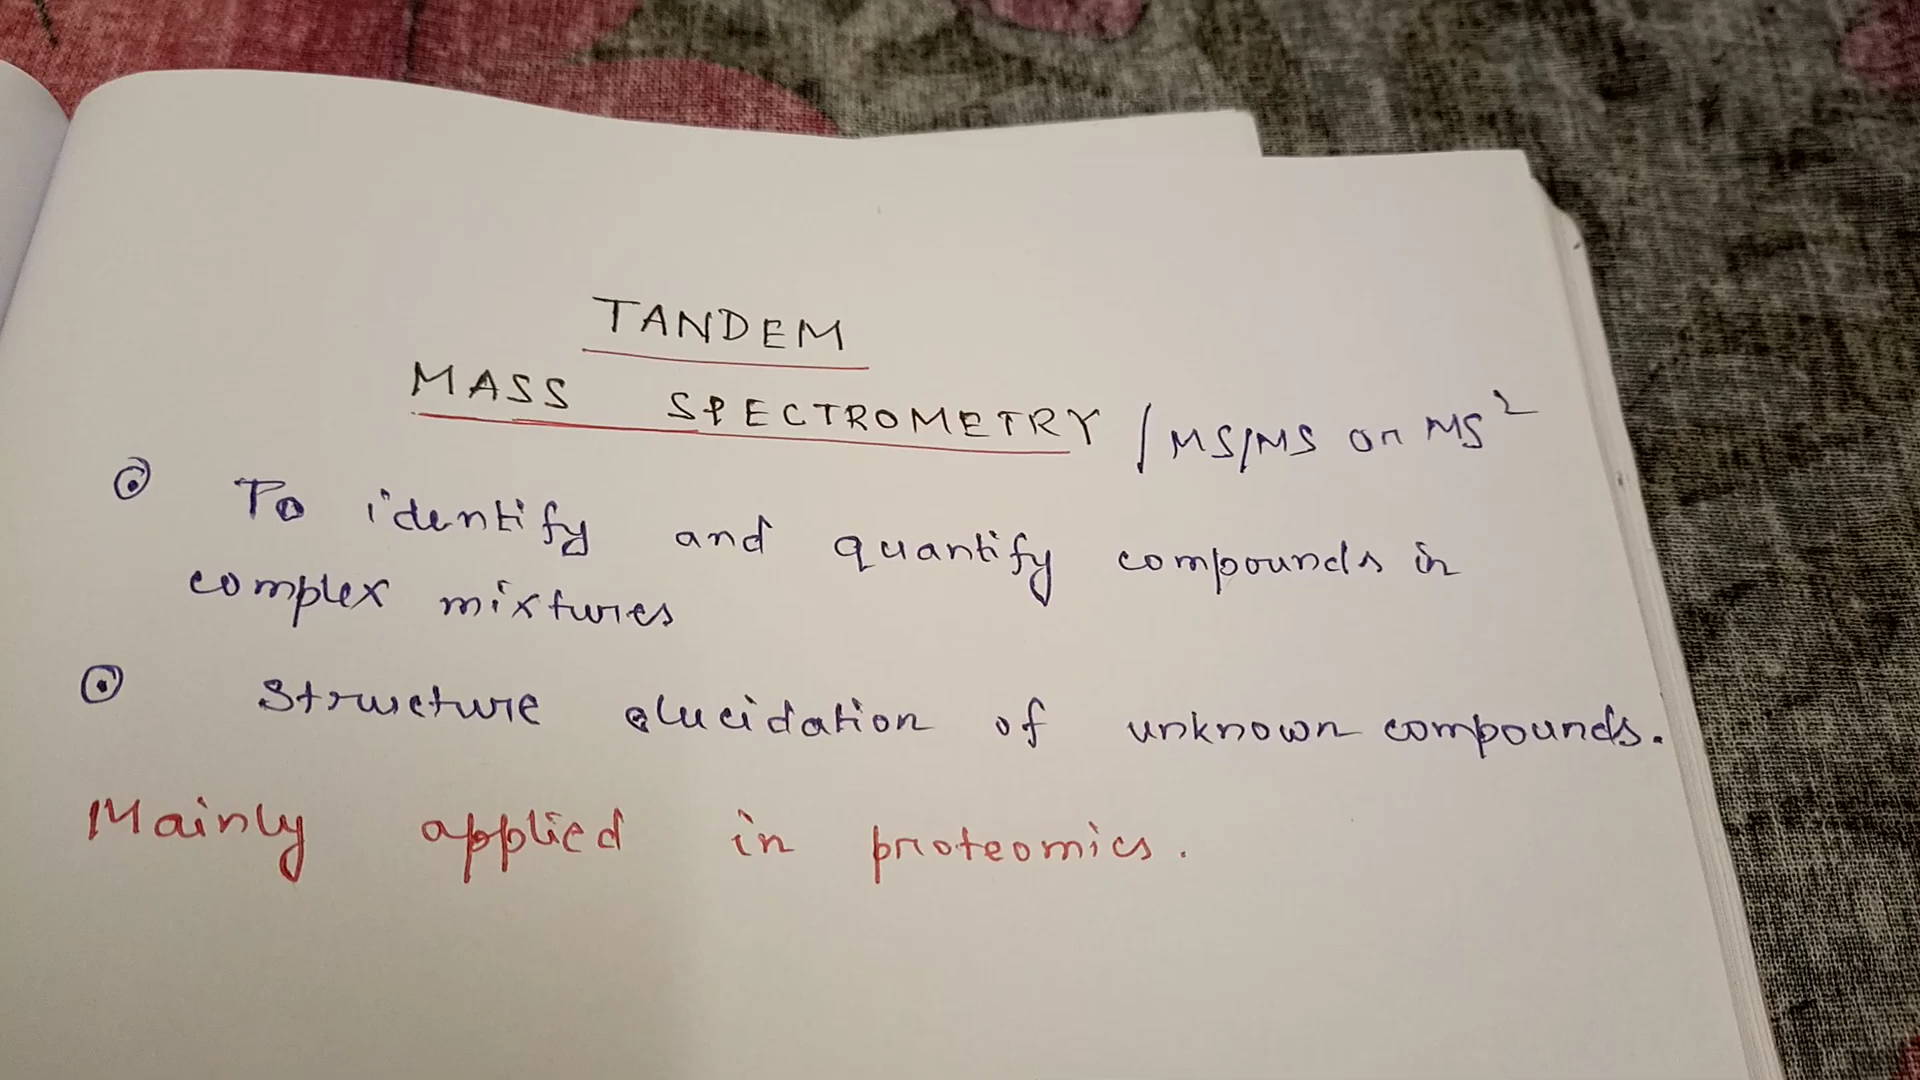 TANDEM
MASS SPECTROMETRY / MS/MS or MS²
To identify and quantify compounds in
complex mixtures
Structure elucidation of unknown compounds.
Mainly applied in proteomics.